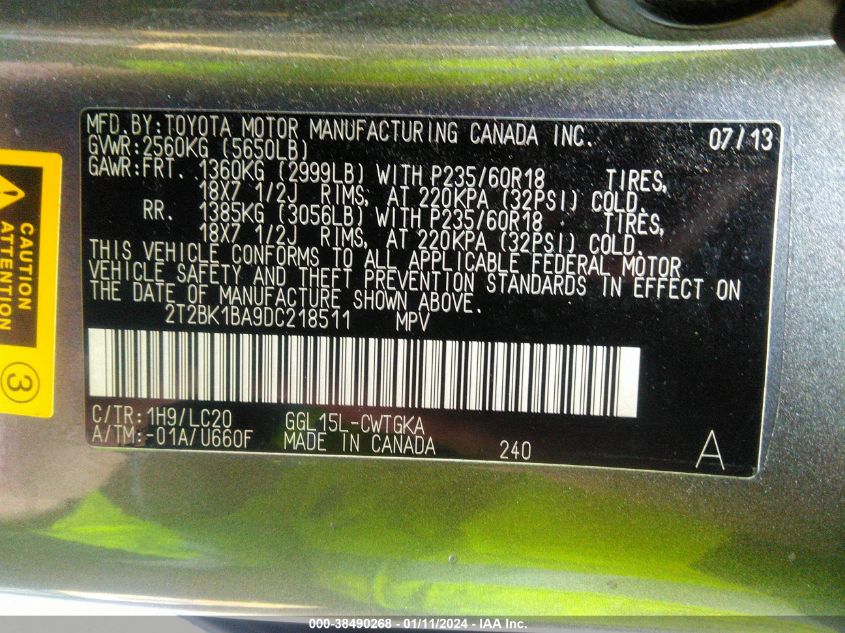 MFD.BY:TOYOTA MOTOR MANUFACTURING CANADA INC. 07/13
GVWR:2560KG (5650LB)
GAWR:FRT. 1360KG (2999LB) WITH P235/60R18 TIRES,
18X7 1/2J RIMS, AT 220KPA (32PSI) COLD.
RR. 1385KG (3056LB) WITH P235/60R18 TIRES,
18X7 1/2J RIMS, AT 220KPA (32PSI) COLD.
THIS VEHICLE CONFORMS TO ALL APPLICABLE FEDERAL MOTOR
VEHICLE SAFETY AND THEFT PREVENTION STANDARDS IN EFFECT ON
THE DATE OF MANUFACTURE SHOWN ABOVE.
2T2BK1BA9DC218511 MPV
C/TR:1H9/LC20 GGL15L-CWTGKA
A/TM:-01A/U660F MADE IN CANADA 240
A
CAUTION
ATTENTION
3
000-38490268 - 01/11/2024 - IAA Inc.